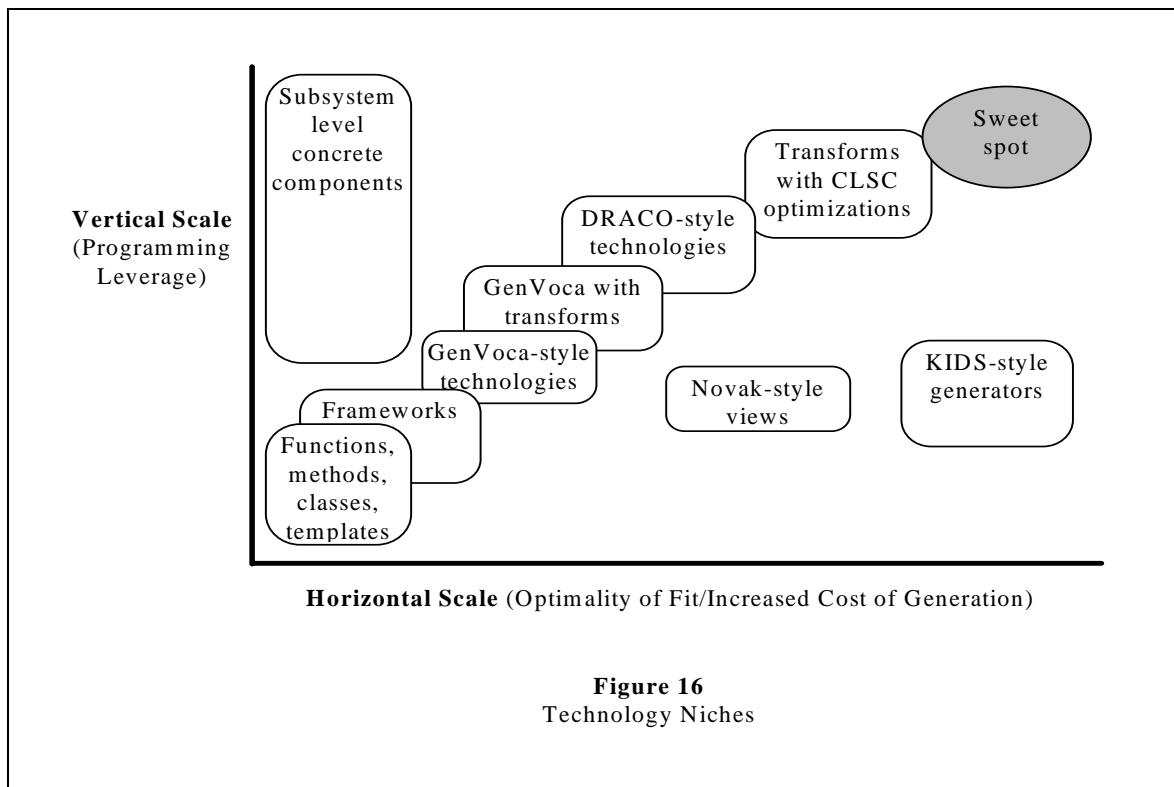 Subsystem
level
concrete
components
Sweet
spot
Transforms
with CLSC
optimizations
Vertical Scale
(Programming
Leverage)
DRACO-style
technologies
GenVoca with
transforms
GenVoca-style
technologies
KIDS-style
generators
Novak-style
views
Frameworks
Functions,
methods,
classes,
templates
Horizontal Scale (Optimality of Fit/Increased Cost of Generation)
Figure 16
Technology Niches